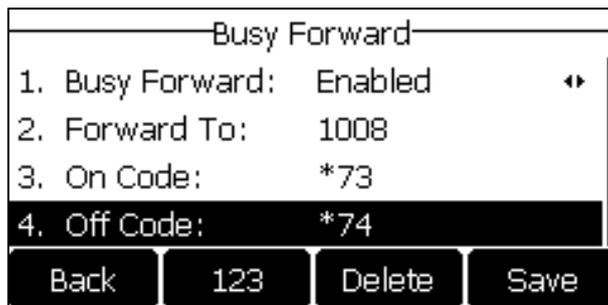 Busy Forward
1. Busy Forward: Enabled
2. Forward To: 1008
3. On Code: *73
4. Off Code: *74
Back 123 Delete Save